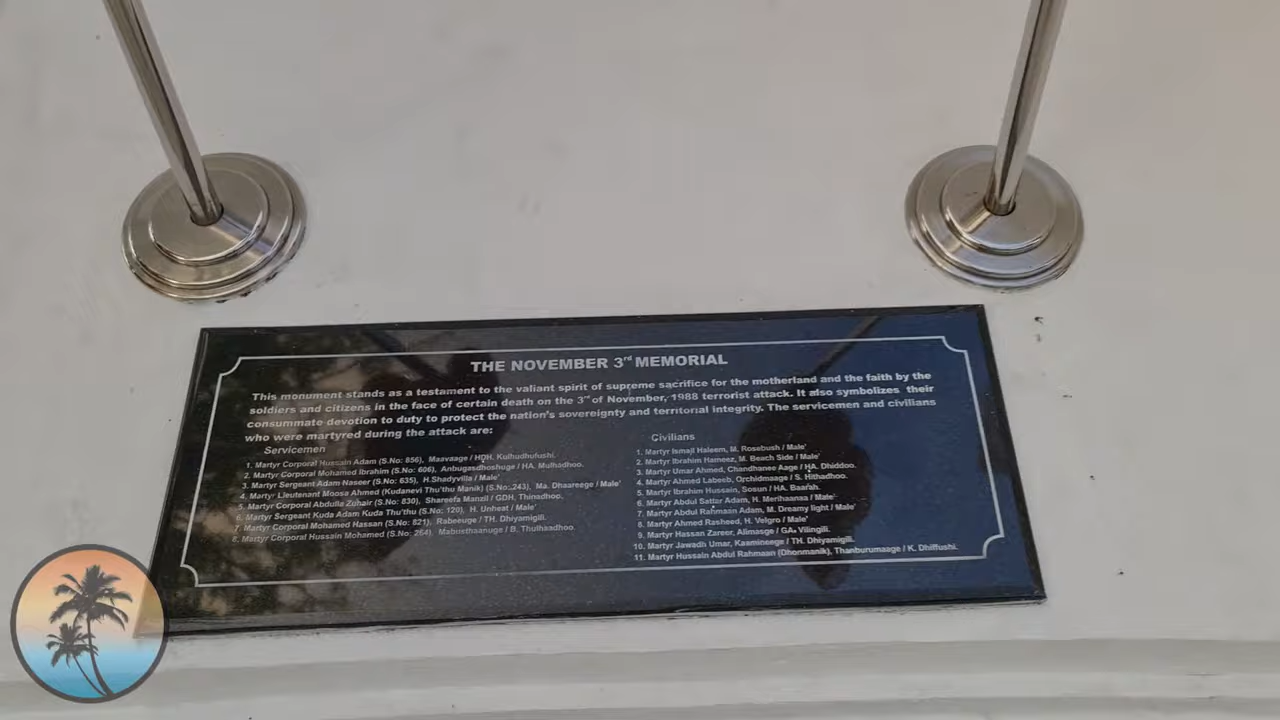 THE NOVEMBER 3rd MEMORIAL
This monument stands as a testament to the valiant spirit of supreme sacrifice for the motherland and the faith by the
soldiers and citizens in the face of certain death on the 3rd of November, 1988 terrorist attack. It also symbolizes their
consummate devotion to duty to protect the nation's sovereignty and territorial integrity. The servicemen and civilians
who were martyred during the attack are:
Servicemen
1. Martyr Corporal Hussain Adam (S.No: 856), Maavaage / HDH. Kulhudhufushi.
2. Martyr Corporal Mohamed Ibrahim (S.No: 606), Anbugasdhoshuge / HA. Mulhadhoo.
3. Martyr Sergeant Adam Naseer (S.No: 635), H.Shadyvilla / Male'
4. Martyr Lieutenant Moosa Ahmed (Kudanevi Thu'thu Manik) (S.No:,243), Ma. Dhaareege / Male'
5. Martyr Corporal Abdulla Zuhair (S.No: 830), Shareefa Manzil / GDH. Thinadhoo.
6. Martyr Sergeant Kuda Adam Kuda Thu'thu (S.No: 120), H. Unheat / Male'
7. Martyr Corporal Mohamed Hassan (S.No: 821), Rabeeuge / TH. Dhiyamigili.
8. Martyr Corporal Hussain Mohamed (S.No: 264), Mabrusthaanuge / B. Thulhaadhoo.
Civilians
1. Martyr Ismail Haleem, M. Rosebush / Male'
2. Martyr Ibrahim Hameez, M. Beach Side / Male'
3. Martyr Umar Ahmed, Chandhanee Aage / HA. Dhiddoo.
4. Martyr Ahmed Labeeb, Orchidmaage / S. Hithadhoo.
5. Martyr Ibrahim Hussain, Sosun / HA. Baarah.
6. Martyr Abdul Sattar Adam, H. Merihaanaa / Male'
7. Martyr Abdul Rahmaan Adam, M. Dreamy light / Male'
8. Martyr Ahmed Rasheed, H. Velgro / Male'
9. Martyr Hassan Zareer, Alimasge / GA. Vilingili.
10. Martyr Jawadh Umar, Kasmineege / TH. Dhiyamigili.
11. Martyr Hussain Abdul Rahmaan (Dhonmanik), Thanburumaage / K. Dhiffushi.